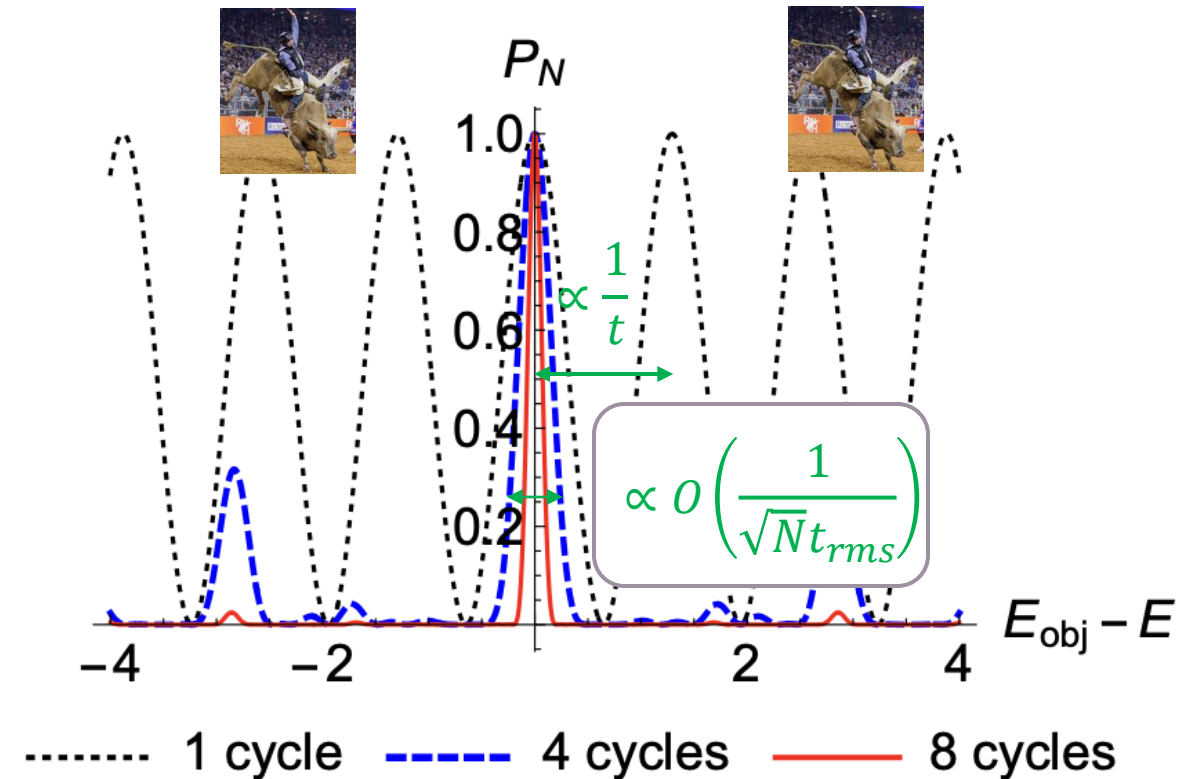 P_N
1.0
0.8
∝ 1/t
0.6
0.4
∝ O(1/(√N t_rms))
0.2
E_obj – E
−4
−2
2
4
1 cycle
4 cycles
8 cycles